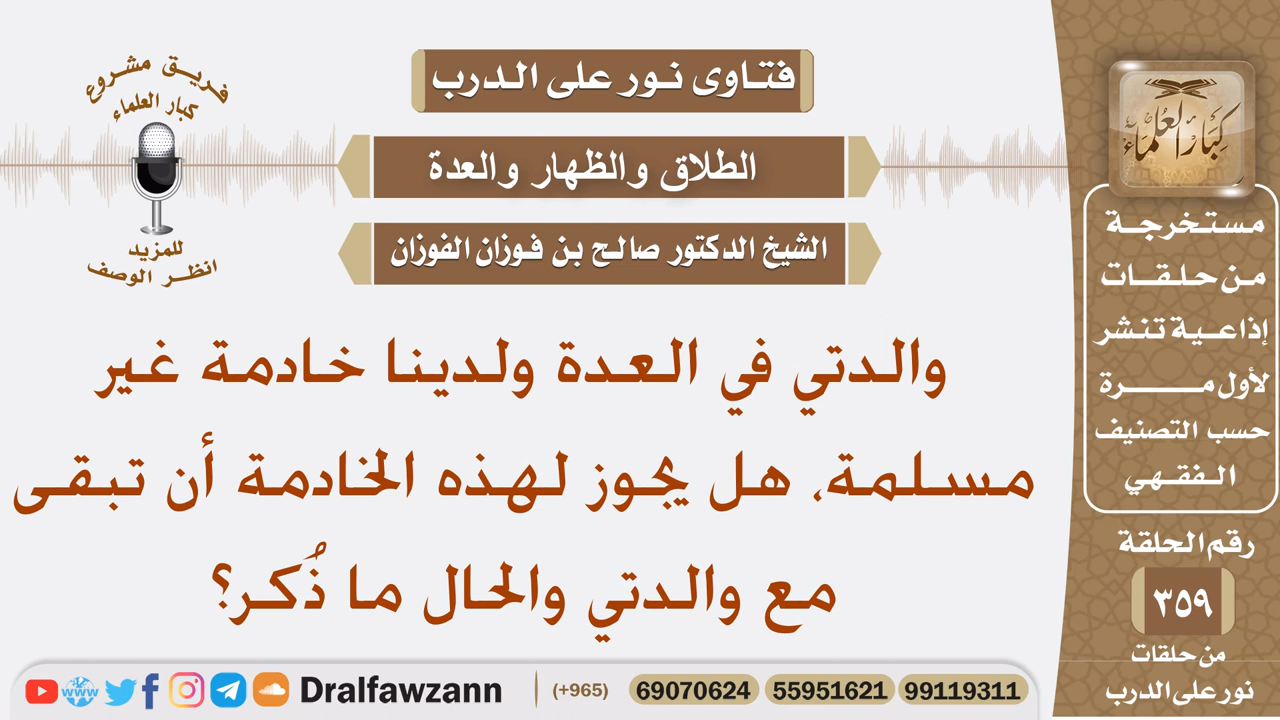 فتاوى نور على الدرب
الطلاق والظهار والعدة
الشيخ الدكتور صالح بن فوزان الفوزان
والدتي في العدة ولدينا خادمة غير
مسلمة، هل يجوز لهذه الخادمة أن تبقى
مع والدتي والحال ما ذُكر؟
فريق مشروع
كبار العلماء
للمزيد
انظر الوصف
كبار العلماء
مستخرجة
من حلقات
إذاعية تنشر
لأول مرة
حسب التصنيف
الفقهي
رقم الحلقة
٣٥٩
من حلقات
نور على الدرب
www
Dralfawzann
(+965)
69070624
55951621
99119311